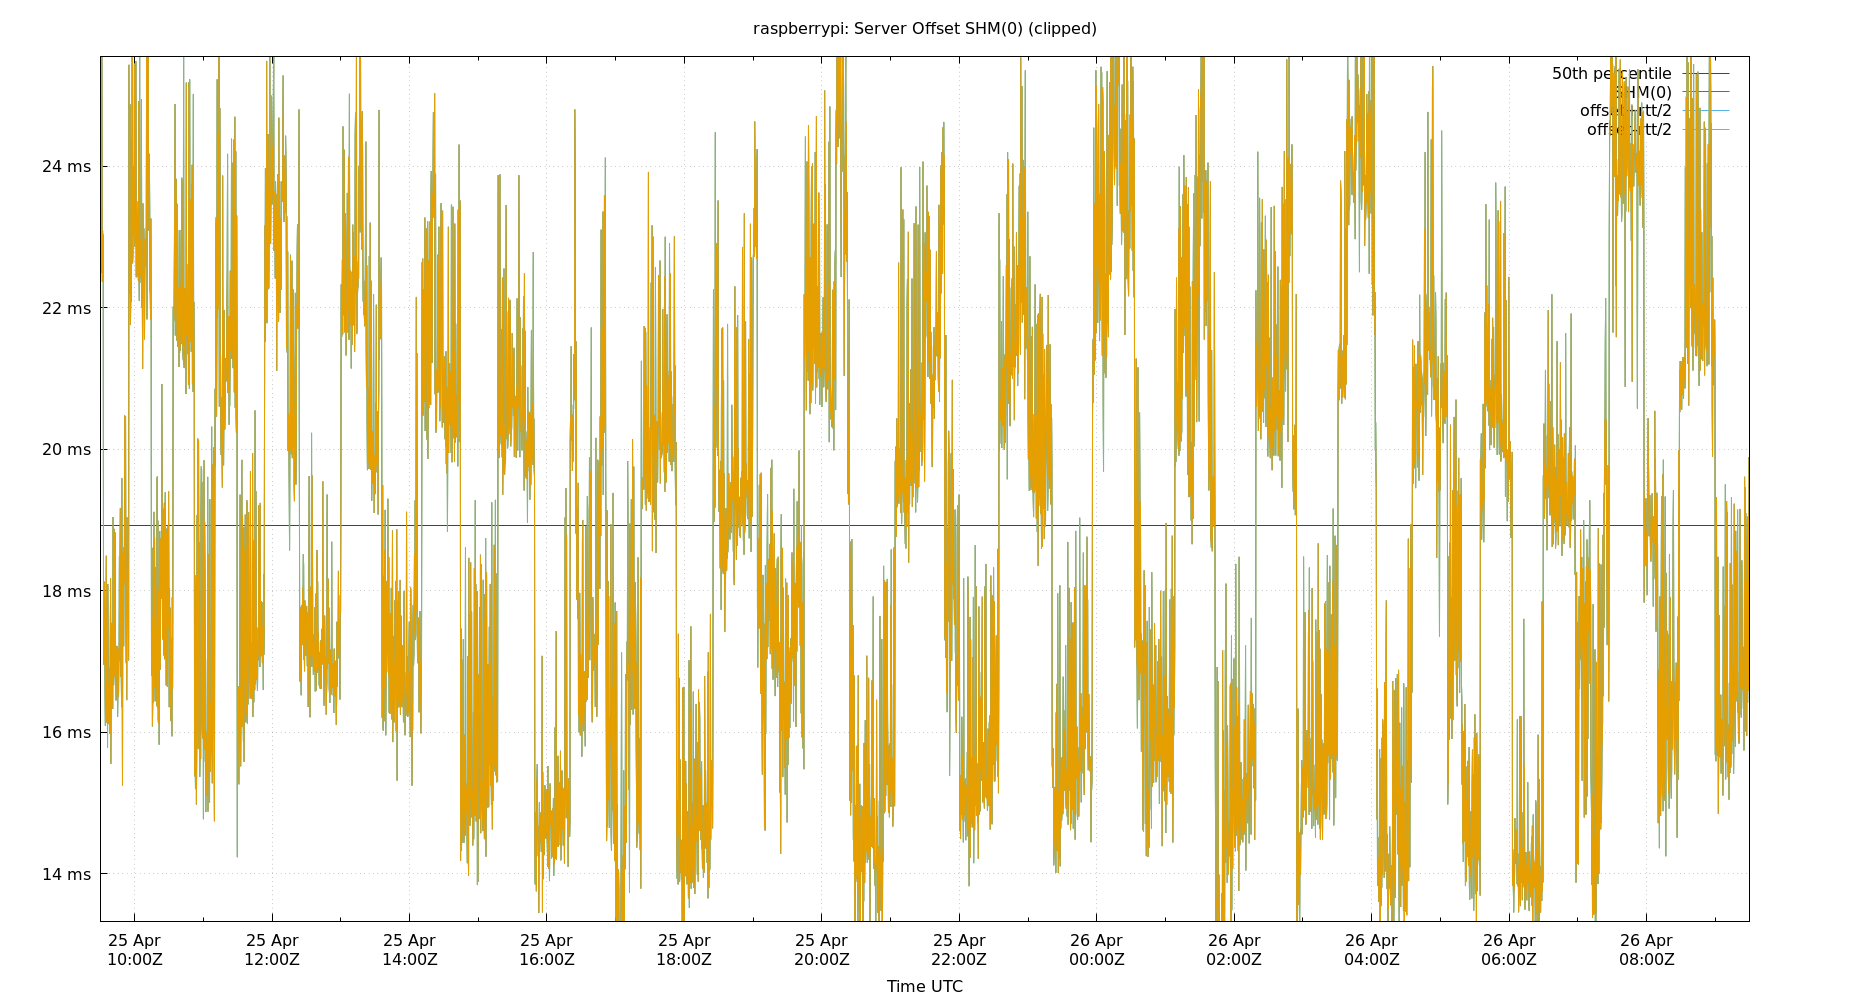 raspberrypi: Server Offset SHM(0) (clipped)
50th percentile
SHM(0)
offset+rtt/2
offset-rtt/2
24 ms
22 ms
20 ms
18 ms
16 ms
14 ms
25 Apr 25 Apr 25 Apr 25 Apr 25 Apr 25 Apr 25 Apr 26 Apr 26 Apr 26 Apr 26 Apr 26 Apr
10:00Z 12:00Z 14:00Z 16:00Z 18:00Z 20:00Z 22:00Z 00:00Z 02:00Z 04:00Z 06:00Z 08:00Z
Time UTC